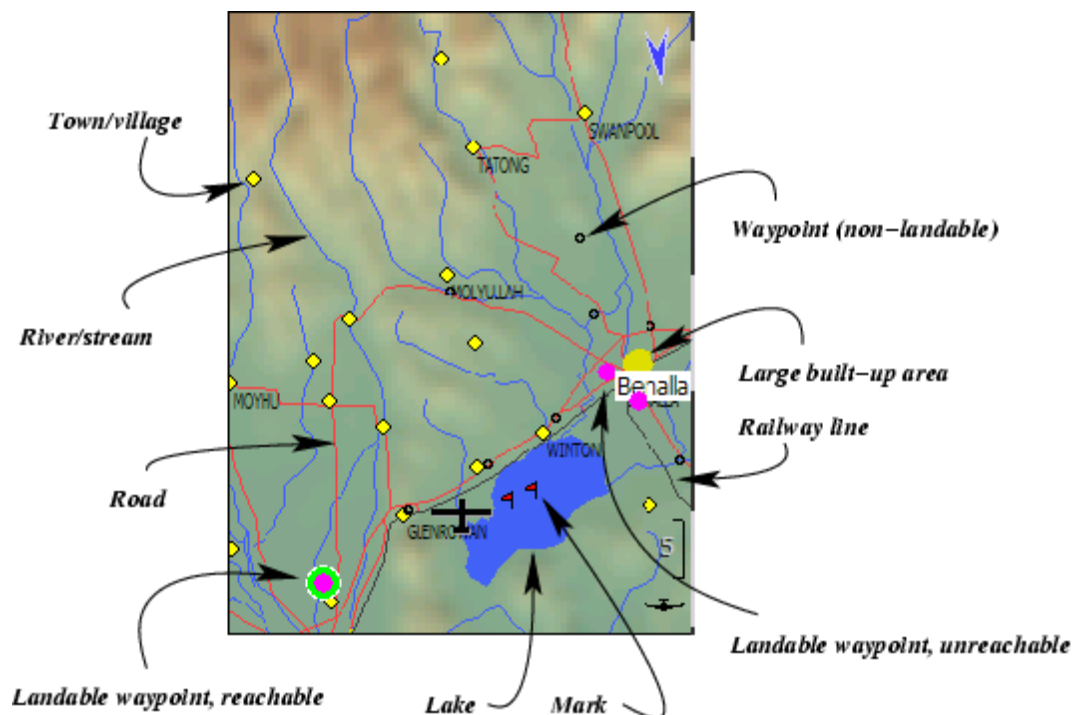 SWANPOOL
Town/village
TATONG
Waypoint (non-landable)
MOLYULLAH
River/stream
Large built-up area
Benalla
MOYHU
Railway line
WINTON
Road
GLENROWAN
5
Landable waypoint, unreachable
Landable waypoint, reachable
Lake
Mark